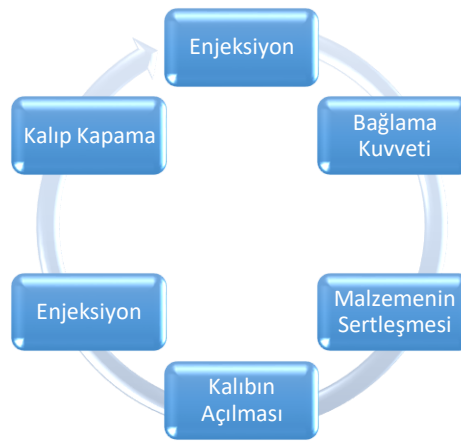 Enjeksiyon
Bağlama
Kuvveti
Malzemenin
Sertleşmesi
Kalıbın
Açılması
Enjeksiyon
Kalıp Kapama